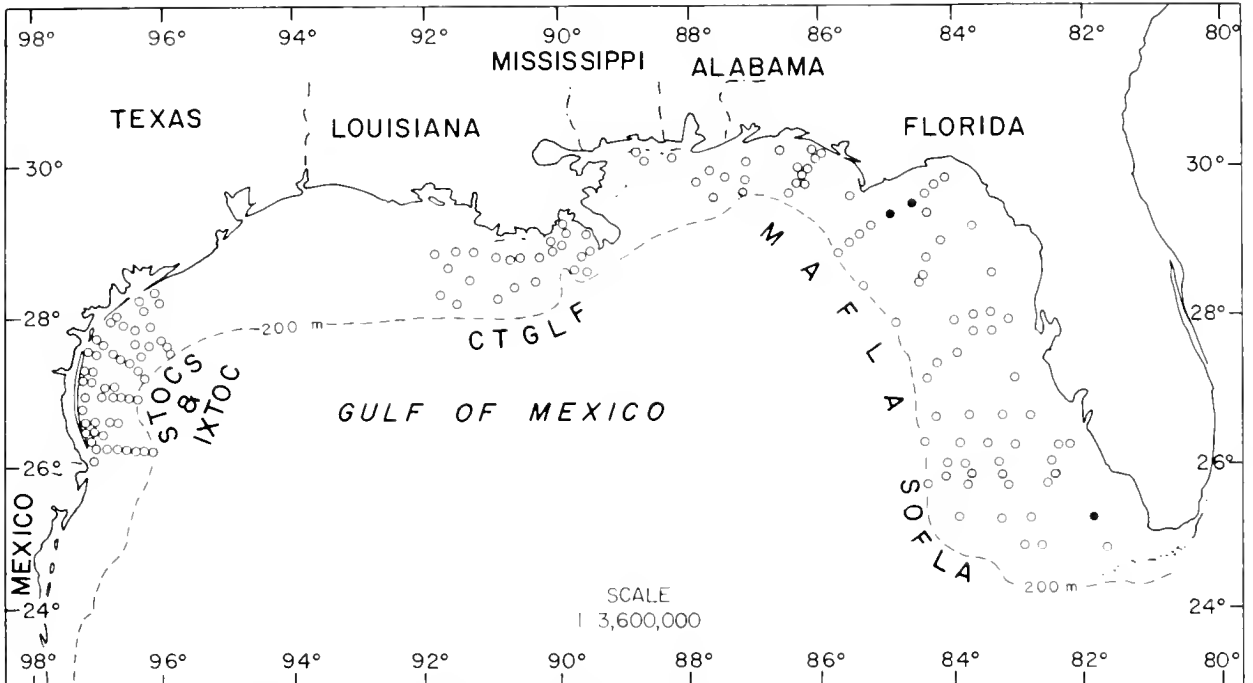 98° 96° 94° 92° 90° 88° 86° 84° 82° 80°
MISSISSIPPI
ALABAMA
TEXAS
LOUISIANA
FLORIDA
30° 30°
MAFLA
28° 200 m 28°
CTGLF
STOCS
&
IXTOC
GULF OF MEXICO
26° 26°
SOFLA
MEXICO
200 m
SCALE
1 3,600,000
24° 24°
98° 96° 94° 92° 90° 88° 86° 84° 82° 80°